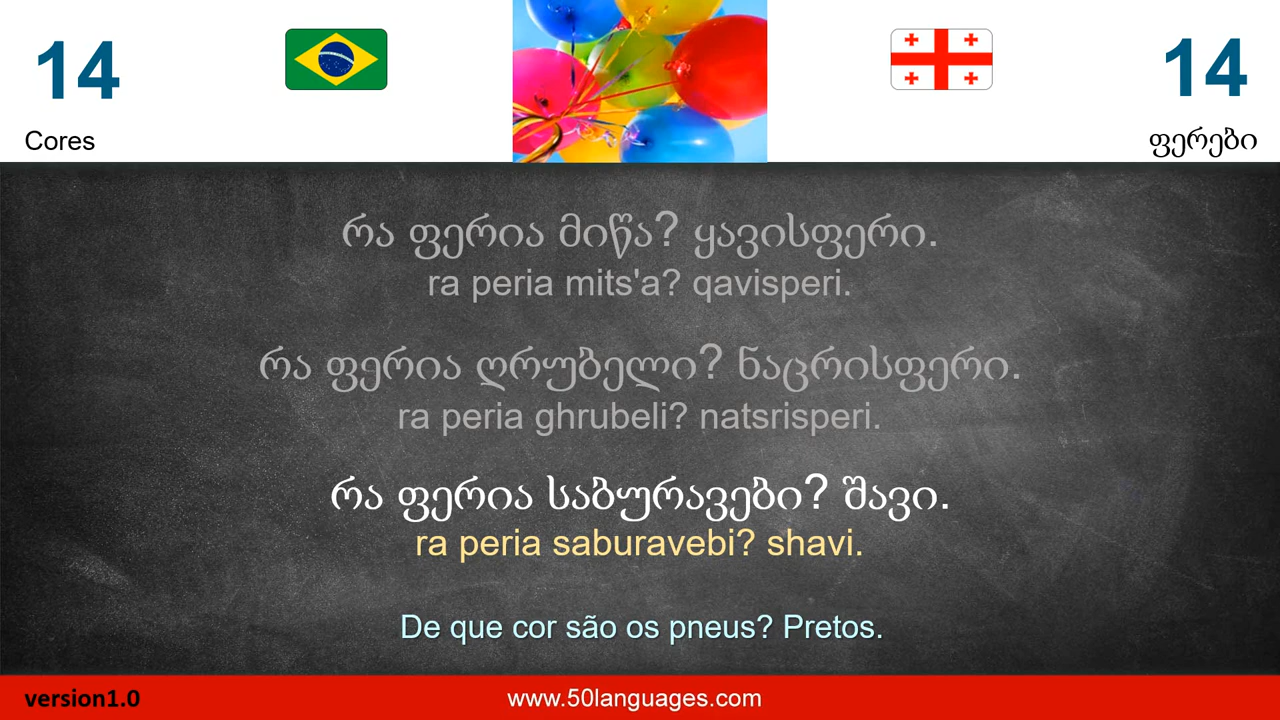 14
14
Cores
ფერები
რა ფერია მიწა? ყავისფერი.
ra peria mits'a? qavisperi.
რა ფერია ღრუბელი? ნაცრისფერი.
ra peria ghrubeli? natsrisperi.
რა ფერია საბურავები? შავი.
ra peria saburavebi? shavi.
De que cor são os pneus? Pretos.
version1.0
www.50languages.com